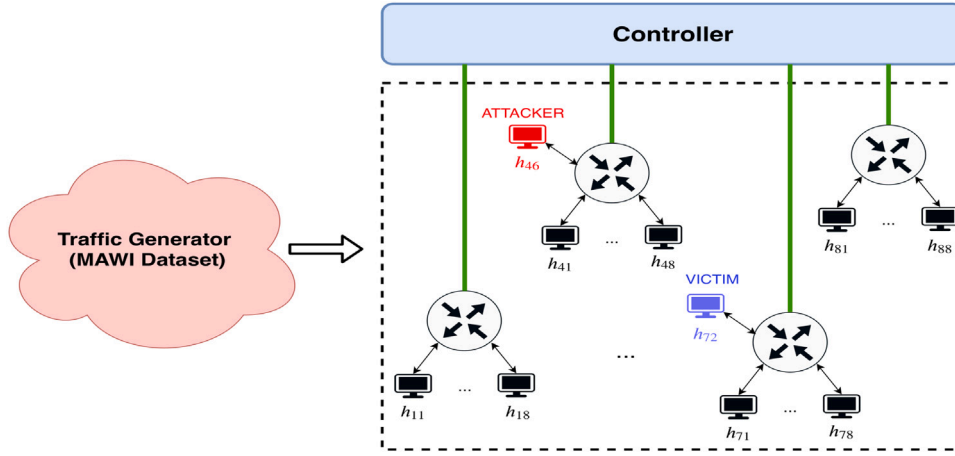 Controller
ATTACKER
h46
h41 ... h48
h81 ... h88
Traffic Generator
(MAWI Dataset)
VICTIM
h72
...
h11 ... h18
h71 ... h78